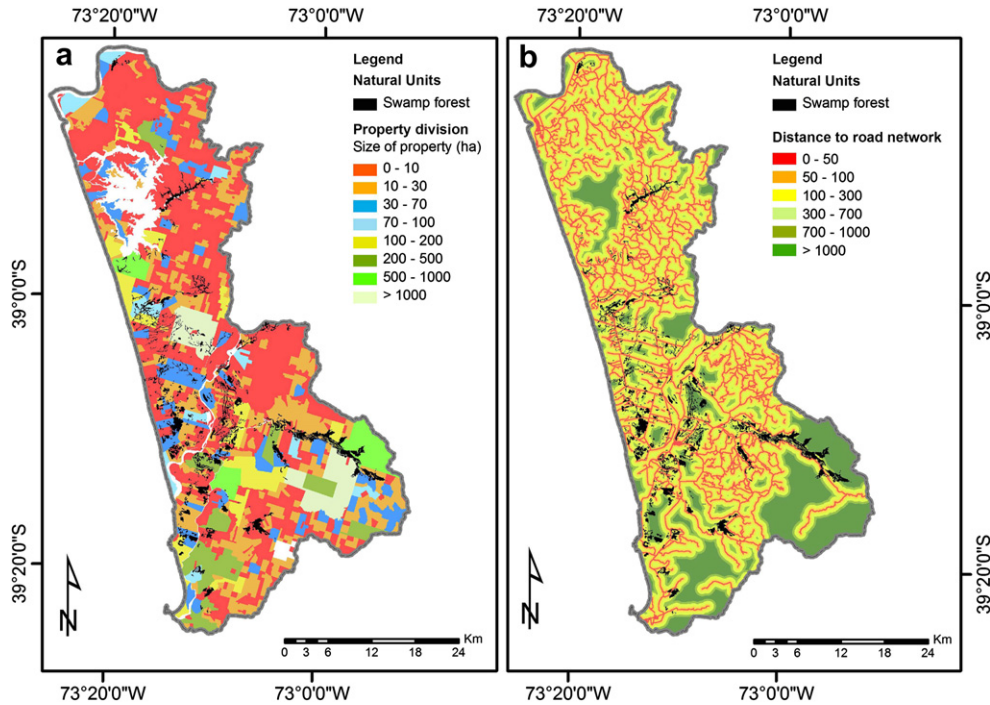 73°20'0"W 73°00'0"W
a
Legend
Natural Units
Swamp forest
Property division
Size of property (ha)
0 - 10
10 - 30
30 - 70
70 - 100
100 - 200
200 - 500
500 - 1000
> 1000
39°0'0"S
39°20'0"S
N
Km
0 3 6 12 18 24
73°20'0"W 73°00'0"W
73°20'0"W 73°00'0"W
b
Legend
Natural Units
Swamp forest
Distance to road network
0 - 50
50 - 100
100 - 300
300 - 700
700 - 1000
> 1000
39°0'0"S
39°20'0"S
N
Km
0 3 6 12 18 24
73°20'0"W 73°00'0"W